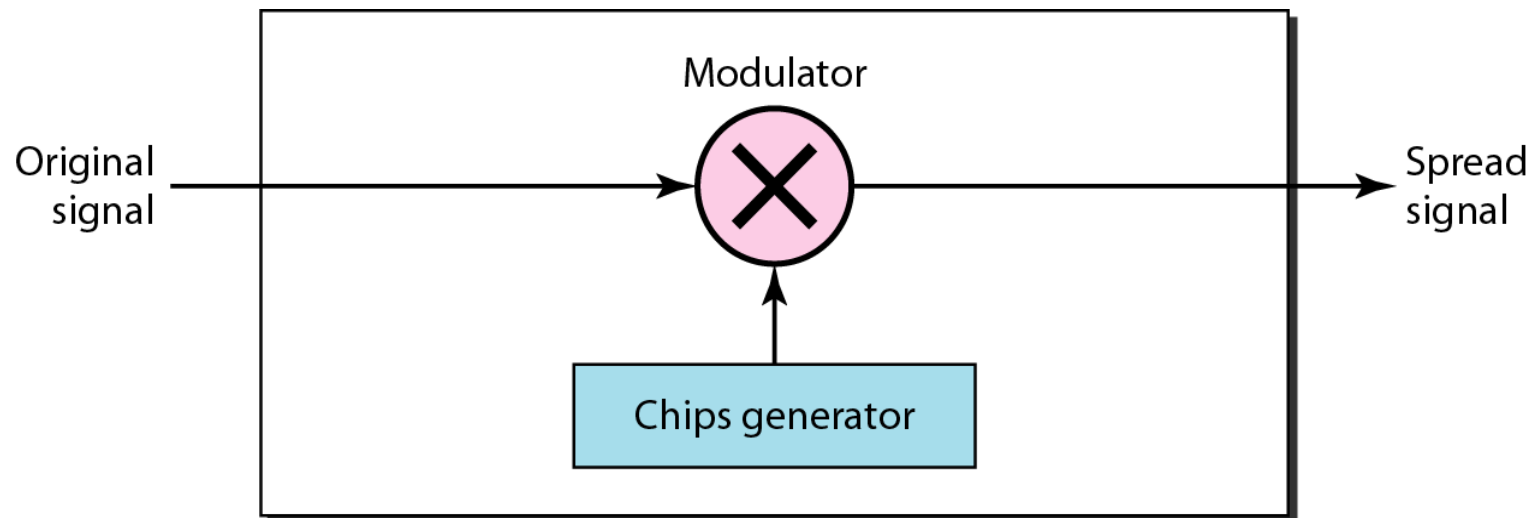 Modulator
Original
signal
Spread
signal
Chips generator